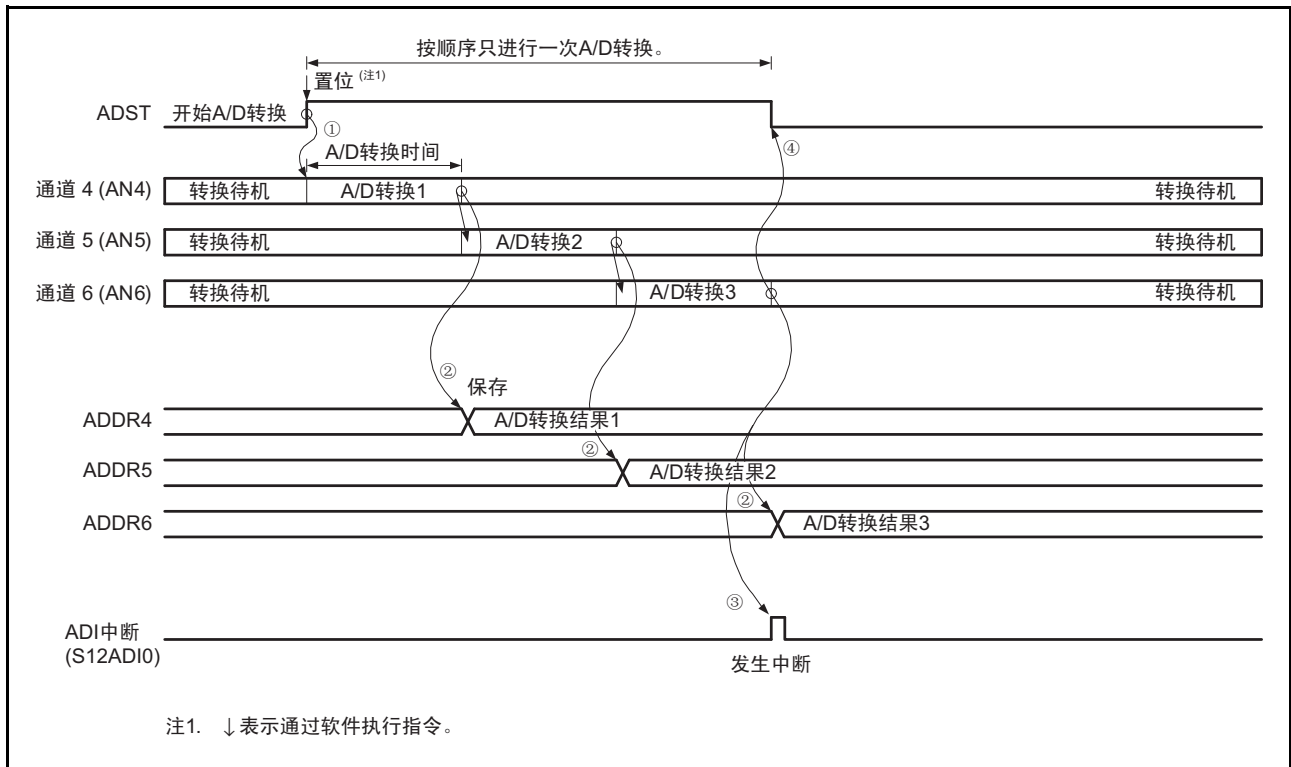 按顺序只进行一次A/D转换。
置位 (注1)
ADST 开始A/D转换
①
④
A/D转换时间
通道 4 (AN4) 转换待机 A/D转换1 转换待机
通道 5 (AN5) 转换待机 A/D转换2 转换待机
通道 6 (AN6) 转换待机 A/D转换3 转换待机
②
保存
ADDR4 A/D转换结果1
②
ADDR5 A/D转换结果2
②
ADDR6 A/D转换结果3
③
ADI中断
(S12ADI0)
发生中断
注1. ↓表示通过软件执行指令。